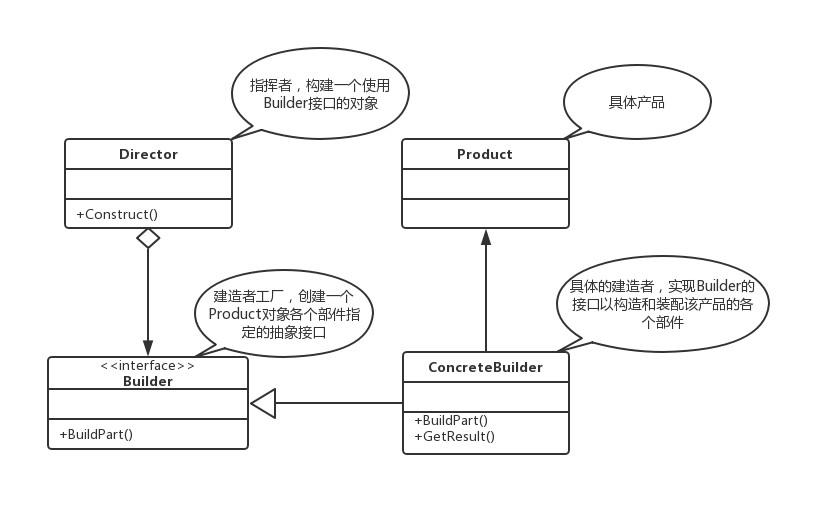 指挥者，构建一个使用
Builder接口的对象
具体产品
Director
+Construct()
Product
建造者工厂，创建一个
Product对象各个部件指
定的抽象接口
具体的建造者，实现Builder的
接口以构造和装配该产品的各
个部件
<<interface>>
Builder
+BuildPart()
ConcreteBuilder
+BuildPart()
+GetResult()